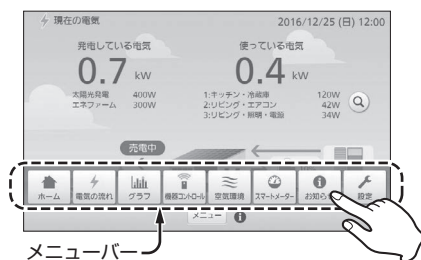 現在の電気 2016/12/25 (日) 12:00
発電している電気 使っている電気
0.7 kW 0.4 kW
太陽光発電 400W 1:キッチン・冷蔵庫 120W
エネファーム 300W 2:リビング・エアコン 42W
3:リビング・照明・電設 34W
売電中
ホーム 電気の流れ グラフ 機器コントロール 空気環境 スマートメーター お知らせ 設定
メニュー
メニューバー